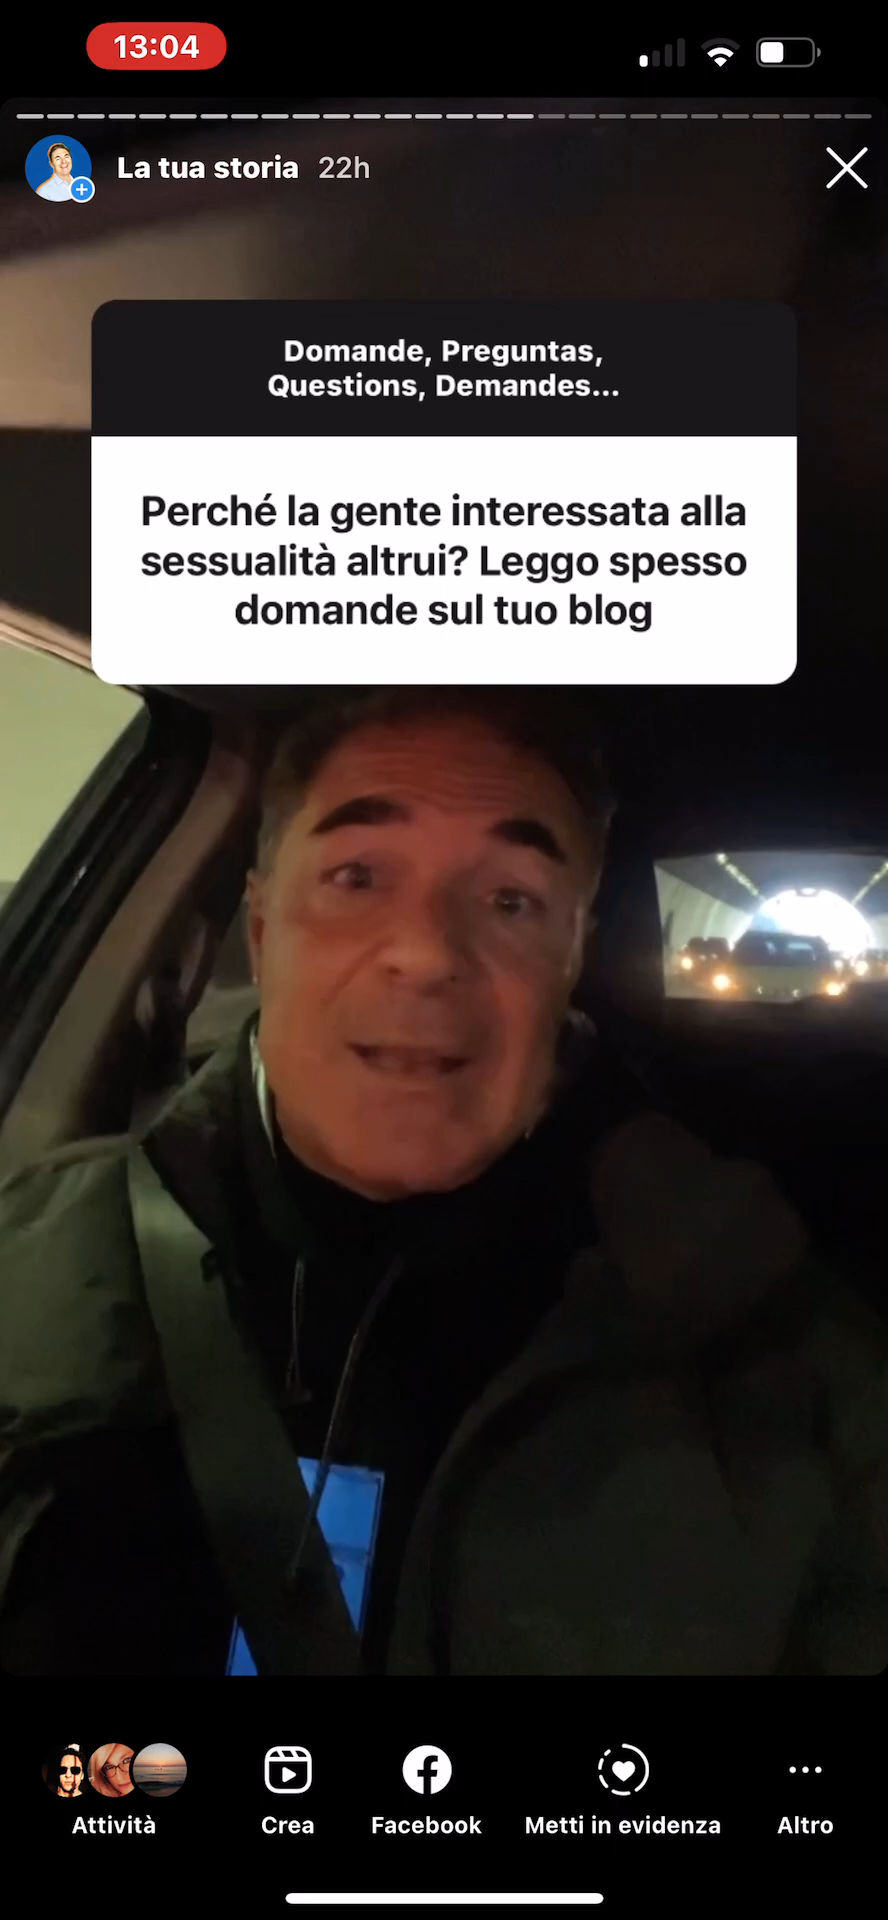 13:04
La tua storia 22h
Domande, Preguntas,
Questions, Demandes...
Perché la gente interessata alla
sessualità altrui? Leggo spesso
domande sul tuo blog
Attività
Crea
Facebook
Metti in evidenza
Altro